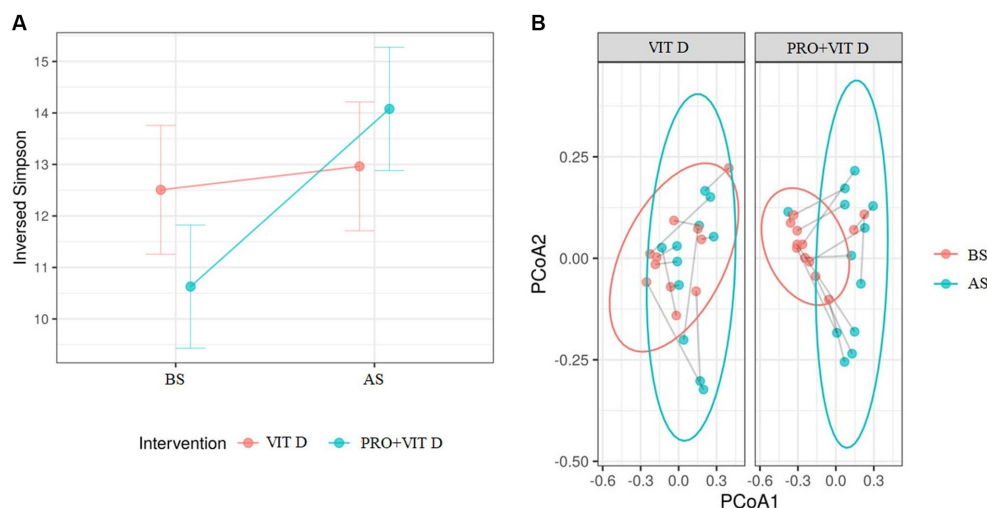 A
Inversed Simpson
15
14
13
12
11
10
BS
AS
Intervention
VIT D
PRO+VIT D
B
VIT D
PRO+VIT D
PCoA2
0.25
0.00
-0.25
-0.50
-0.6 -0.3 0.0 0.3
-0.6 -0.3 0.0 0.3
PCoA1
BS
AS